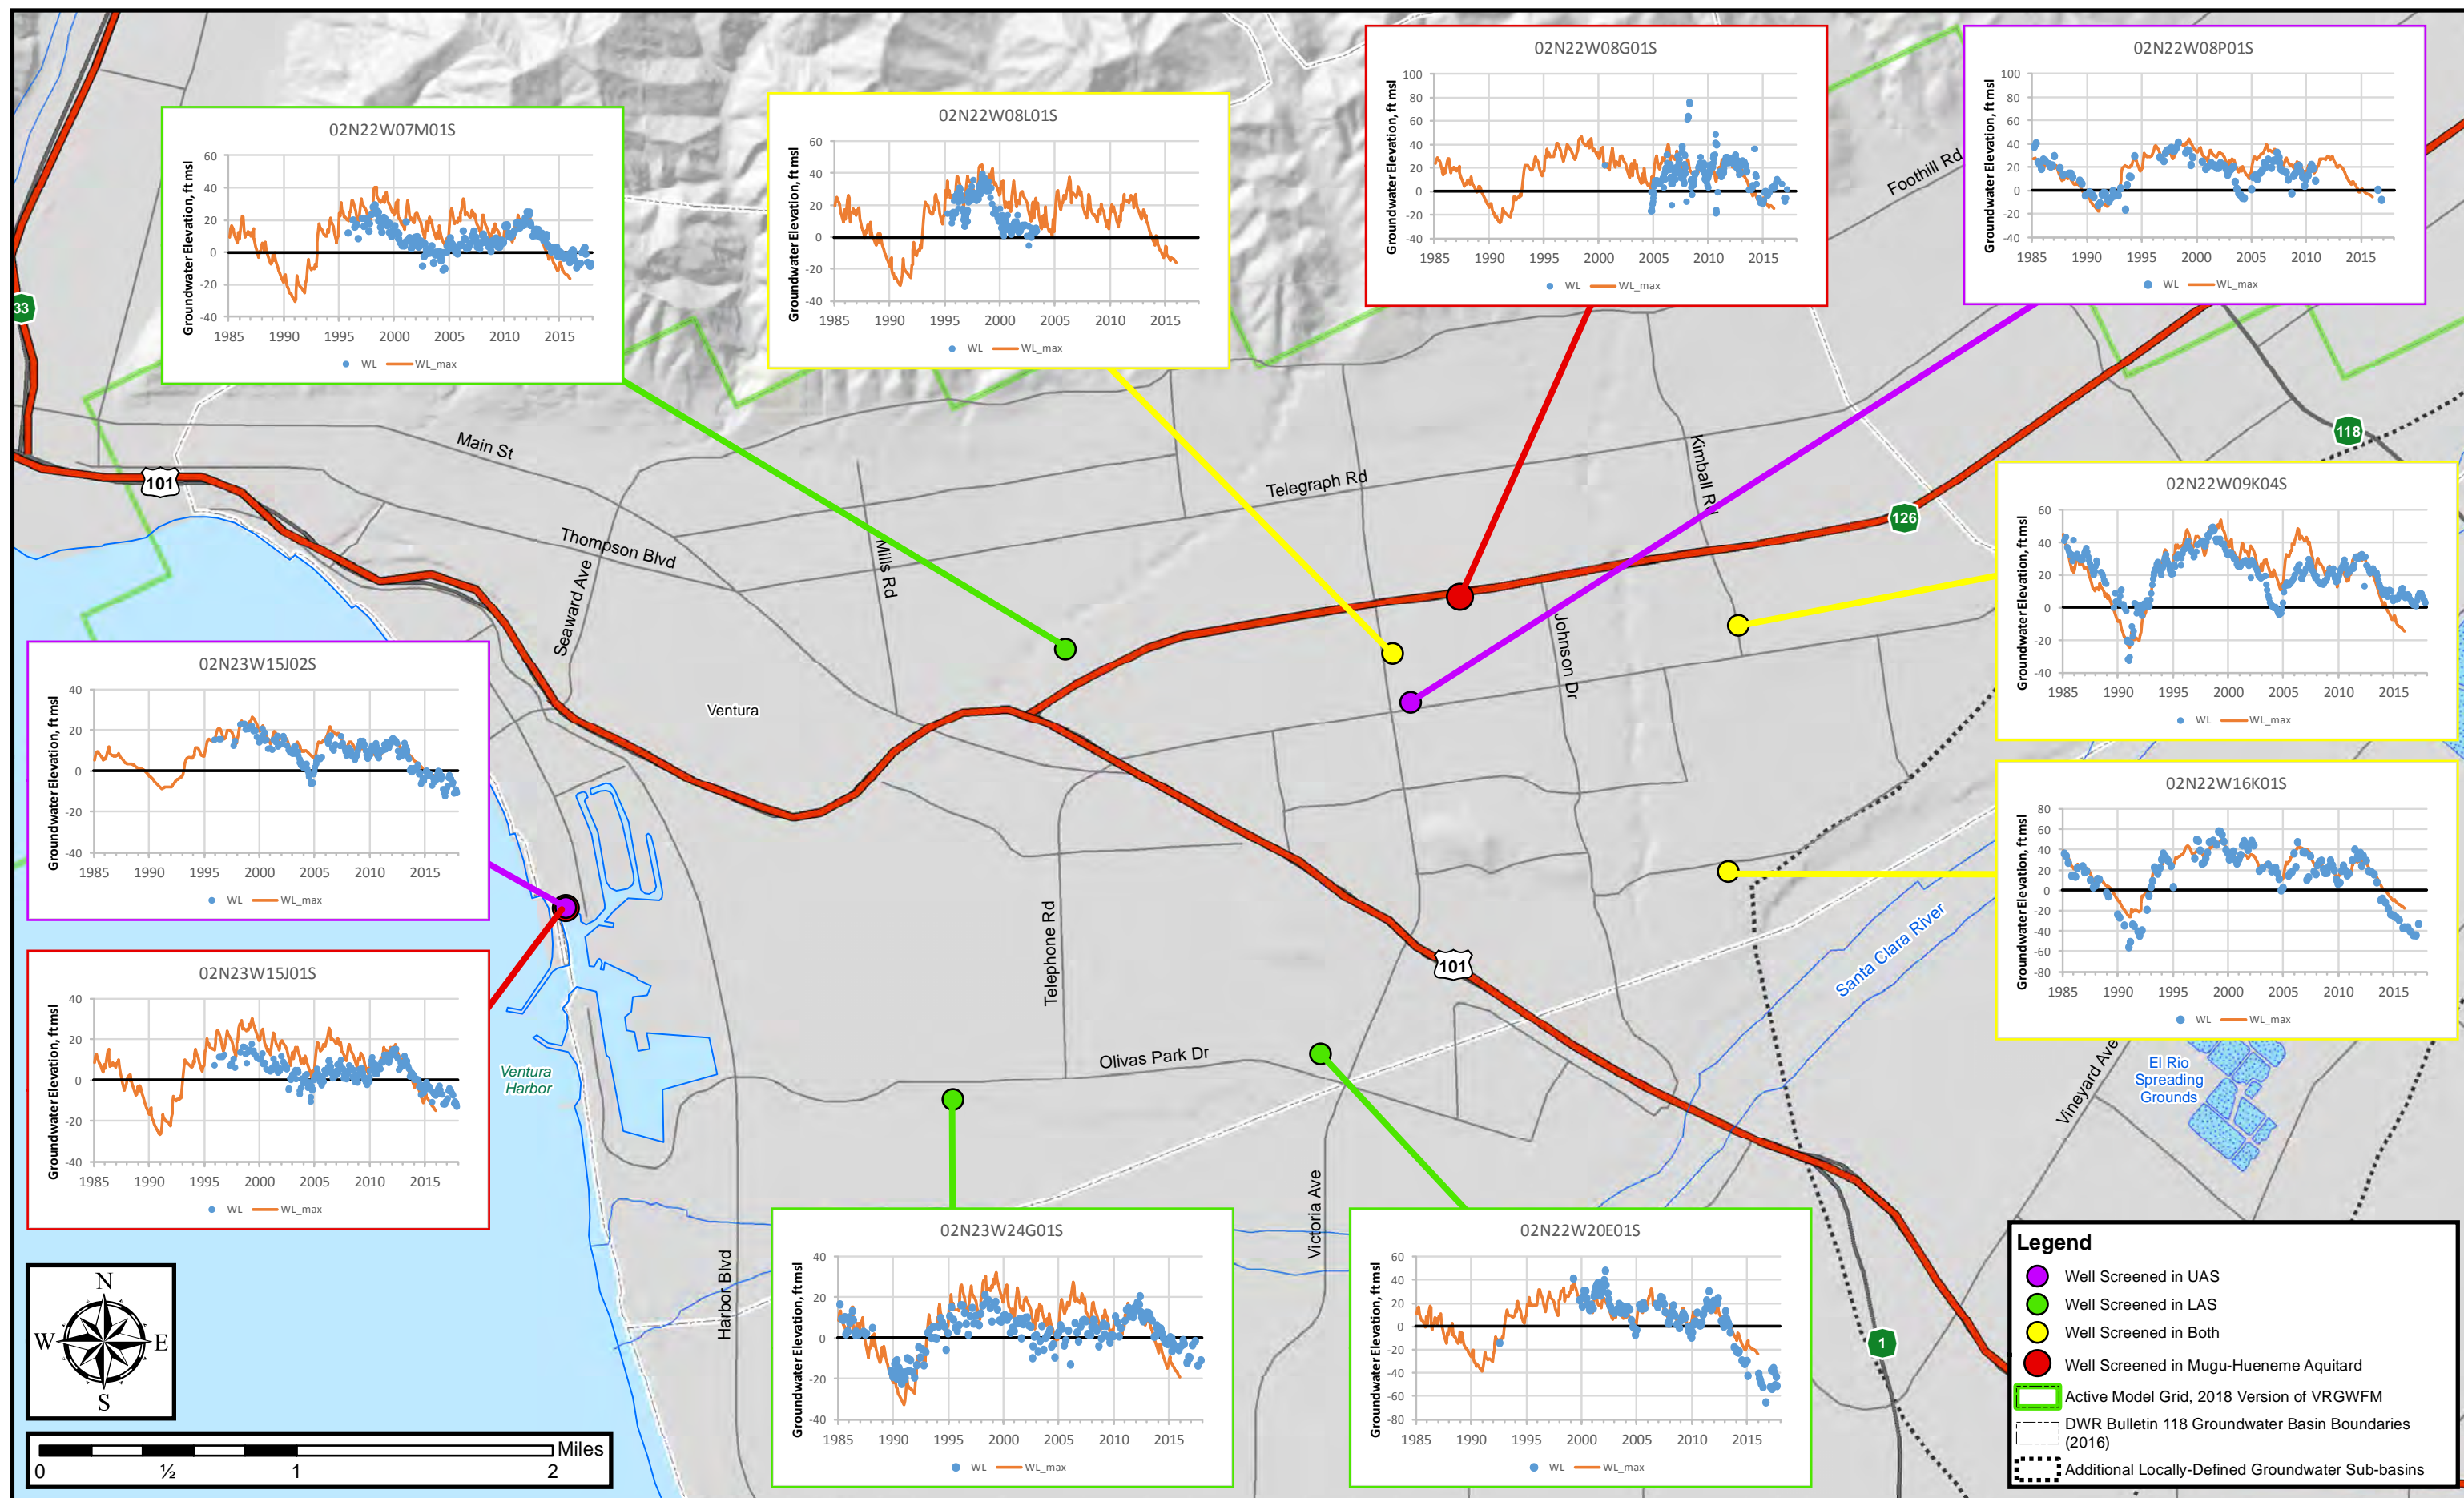 02N22W07M01S
Groundwater Elevation, ft msl
60
40
20
0
-20
-40
1985 1990 1995 2000 2005 2010 2015
WL WL_max
02N22W08L01S
Groundwater Elevation, ft msl
60
40
20
0
-20
-40
1985 1990 1995 2000 2005 2010 2015
WL WL_max
02N22W08G01S
Groundwater Elevation, ft msl
100
80
60
40
20
0
-20
-40
1985 1990 1995 2000 2005 2010 2015
WL WL_max
02N22W08P01S
Groundwater Elevation, ft msl
100
80
60
40
20
0
-20
-40
1985 1990 1995 2000 2005 2010 2015
WL WL_max
33
101
Main St
Thompson Blvd
Seaward Ave
Mills Rd
Telegraph Rd
Kimball Rd
Foothill Rd
118
126
Johnson Dr
Ventura
02N22W09K04S
Groundwater Elevation, ft msl
60
40
20
0
-20
-40
1985 1990 1995 2000 2005 2010 2015
WL WL_max
02N23W15J02S
Groundwater Elevation, ft msl
40
20
0
-20
-40
1985 1990 1995 2000 2005 2010 2015
WL WL_max
02N22W16K01S
Groundwater Elevation, ft msl
80
60
40
20
0
-20
-40
-60
-80
1985 1990 1995 2000 2005 2010 2015
WL WL_max
02N23W15J01S
Groundwater Elevation, ft msl
40
20
0
-20
-40
1985 1990 1995 2000 2005 2010 2015
WL WL_max
Ventura
Harbor
Telephone Rd
Olivas Park Dr
101
Santa Clara River
Vineyard Ave
El Rio
Spreading
Grounds
Harbor Blvd
Victoria Ave
1
02N23W24G01S
Groundwater Elevation, ft msl
40
20
0
-20
-40
1985 1990 1995 2000 2005 2010 2015
WL WL_max
02N22W20E01S
Groundwater Elevation, ft msl
60
40
20
0
-20
-40
-60
-80
1985 1990 1995 2000 2005 2010 2015
WL WL_max
N
W E
S
Miles
0 ½ 1 2
Legend
Well Screened in UAS
Well Screened in LAS
Well Screened in Both
Well Screened in Mugu-Hueneme Aquitard
Active Model Grid, 2018 Version of VRGWFM
DWR Bulletin 118 Groundwater Basin Boundaries
(2016)
Additional Locally-Defined Groundwater Sub-basins